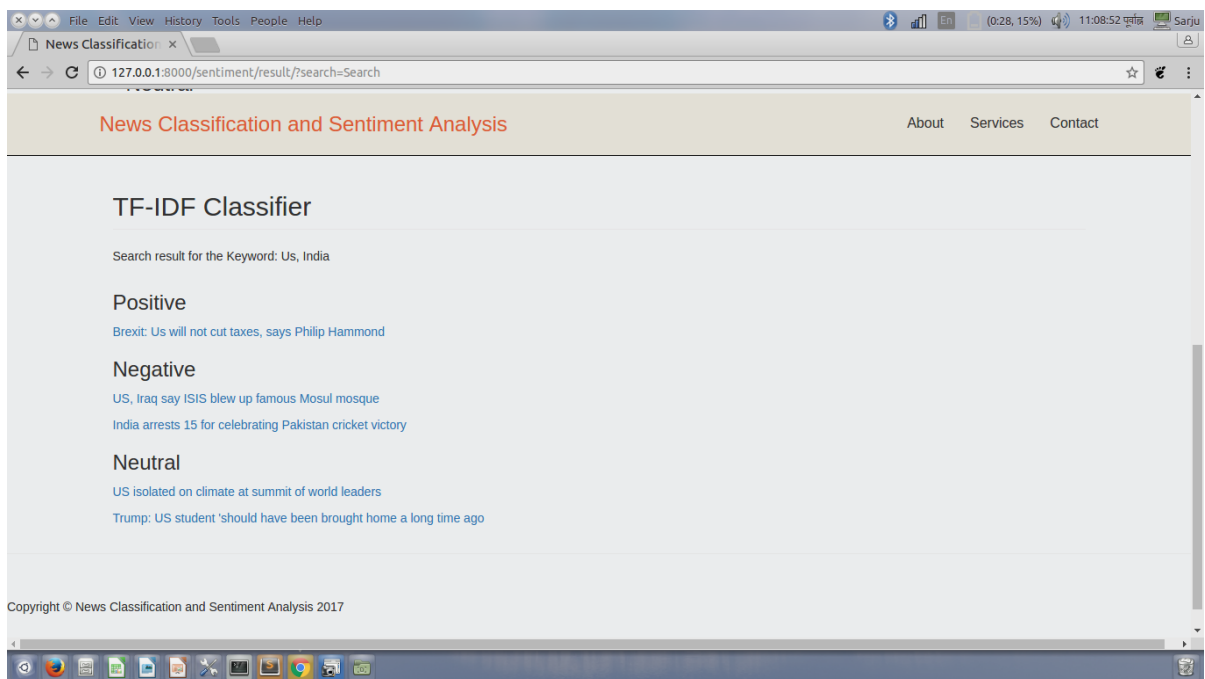 File Edit View History Tools People Help
En (0:28, 15%) 11:08:52 पूर्वाह्न Sarju
News Classification
127.0.0.1:8000/sentiment/result/?search=Search
News Classification and Sentiment Analysis
About Services Contact
TF-IDF Classifier
Search result for the Keyword: Us, India
Positive
Brexit: Us will not cut taxes, says Philip Hammond
Negative
US, Iraq say ISIS blew up famous Mosul mosque
India arrests 15 for celebrating Pakistan cricket victory
Neutral
US isolated on climate at summit of world leaders
Trump: US student 'should have been brought home a long time ago
Copyright © News Classification and Sentiment Analysis 2017